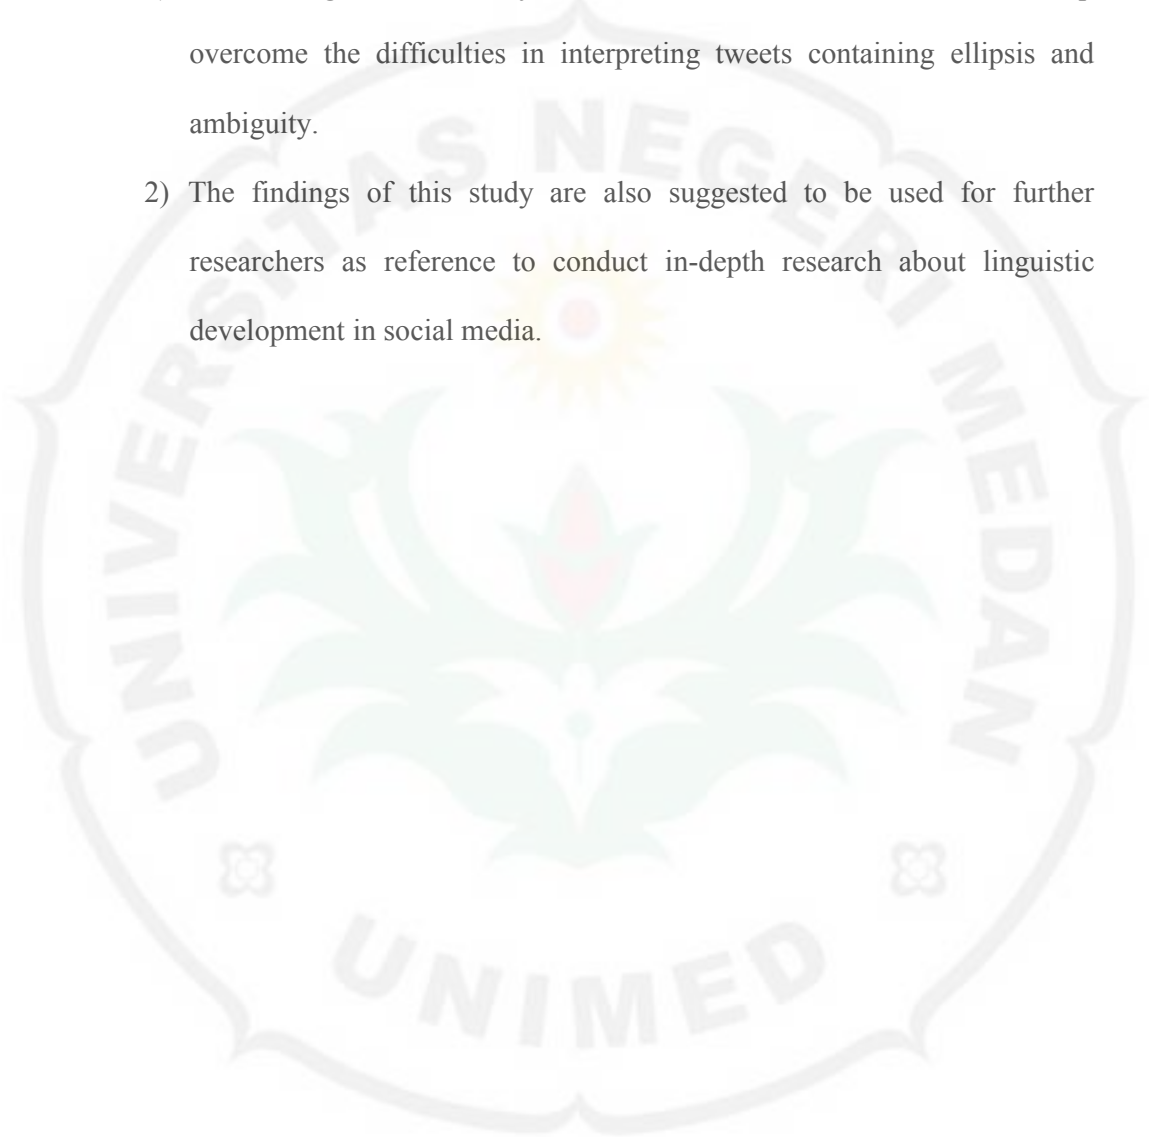 overcome the difficulties in interpreting tweets containing ellipsis and
ambiguity.
2) The findings of this study are also suggested to be used for further
researchers as reference to conduct in-depth research about linguistic
development in social media.
UNIVERSITAS NEGERI MEDAN
UNIMED